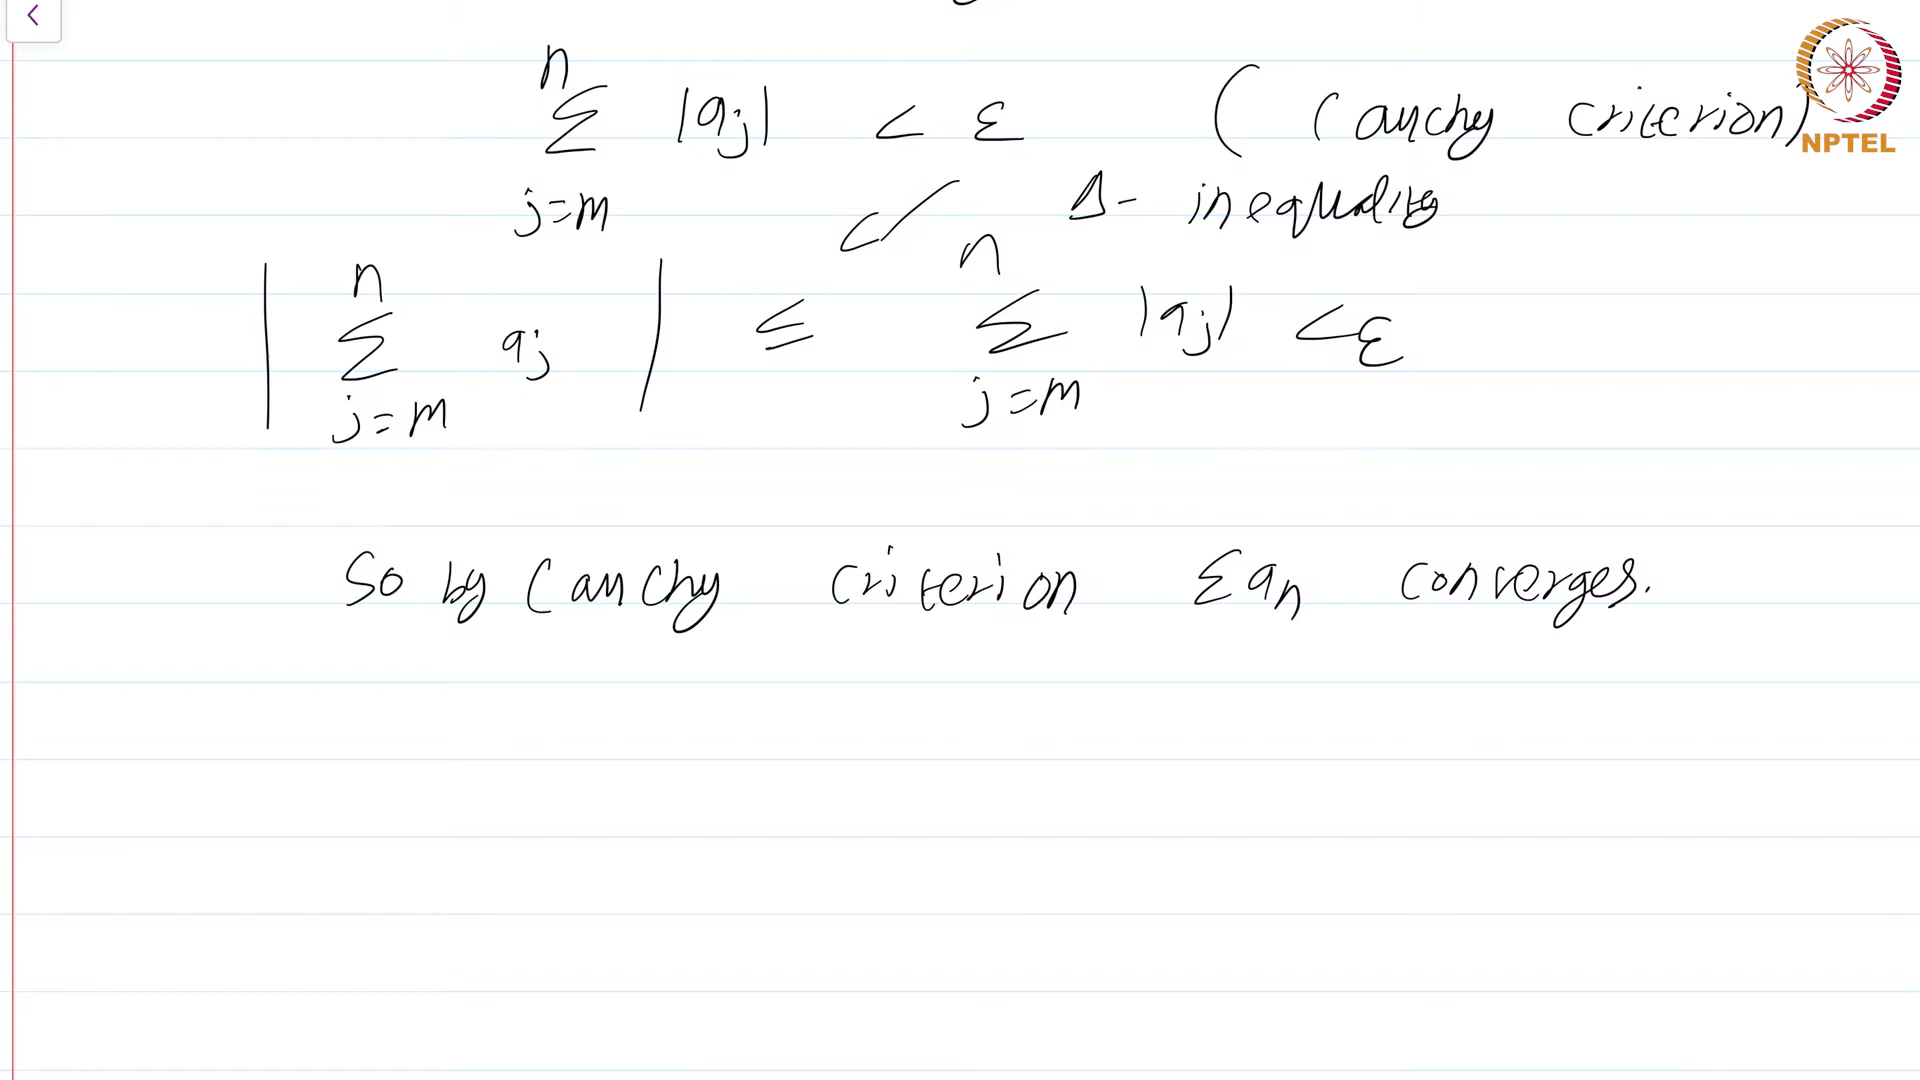 n
Σ |aj| < ε (Cauchy criterion)
j=m
NPTEL
Δ- inequality
n n
| Σ aj | ≤ Σ |aj| < ε
j=m j=m
So by Cauchy criterion Σan converges.